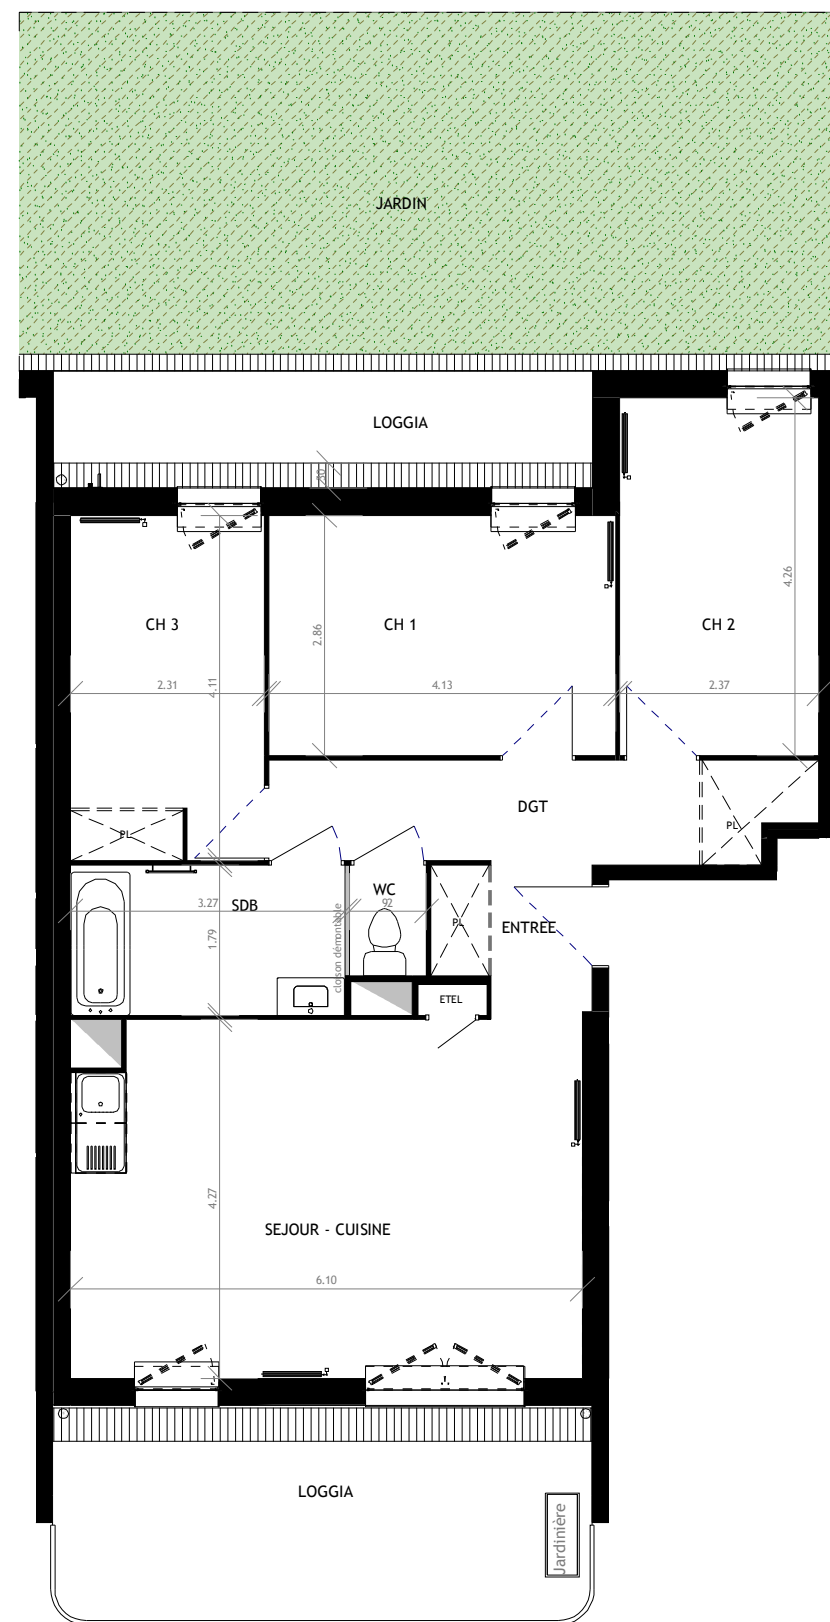 JARDIN
LOGGIA
80
CH 3
CH 1
CH 2
4.26
2.86
2.31
4.11
4.13
2.37
DGT
PL
PL
WC
3.27
SDB
92
PL
ENTREE
1.79
cloison démontable
ETEL
4.27
SEJOUR - CUISINE
6.10
LOGGIA
Jardinière